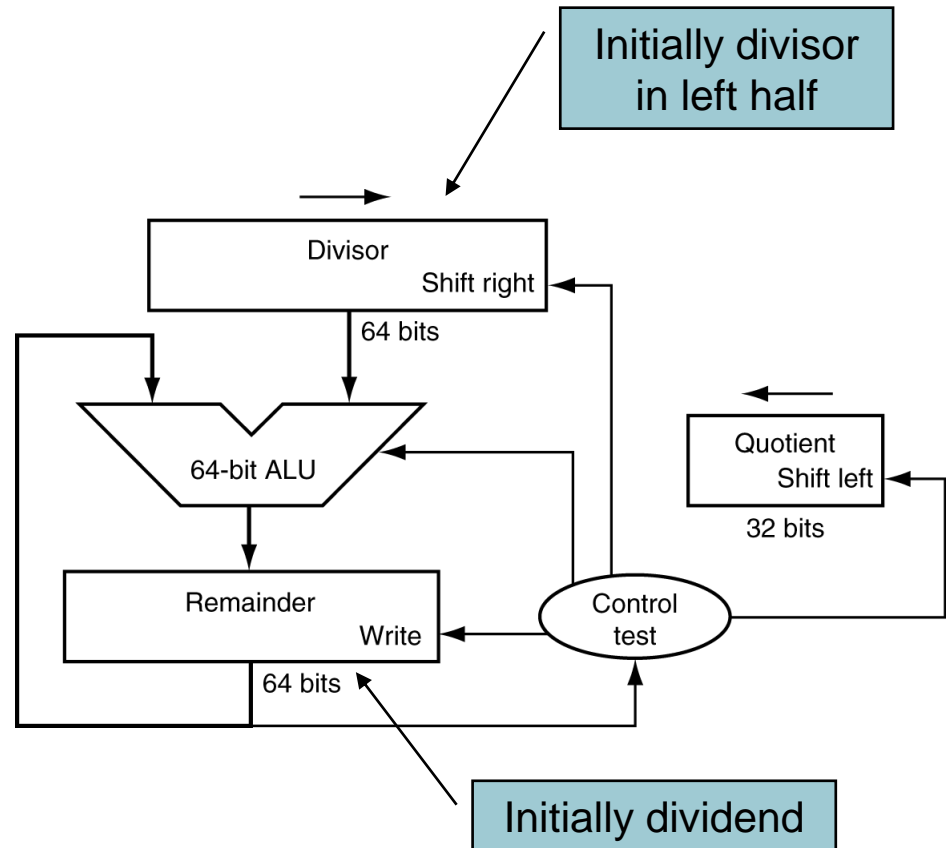 Initially divisor
in left half
Divisor
Shift right
64 bits
64-bit ALU
Quotient
Shift left
32 bits
Remainder
Write
64 bits
Control
test
Initially dividend